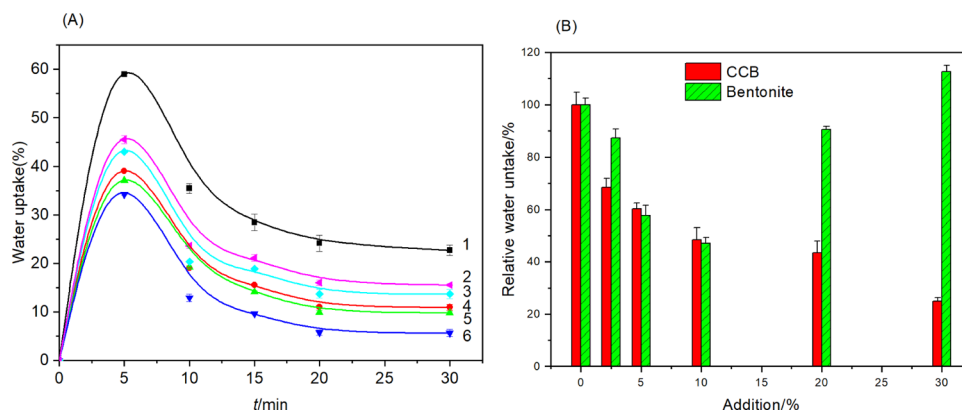 (A)
Water uptake(%)
60
50
40
30
20
10
0
1
2
3
4
5
6
0 5 10 15 20 25 30
t/min
(B)
Relative water untake/%
120
100
80
60
40
20
0
CCB
Bentonite
0 5 10 15 20 25 30
Addition/%